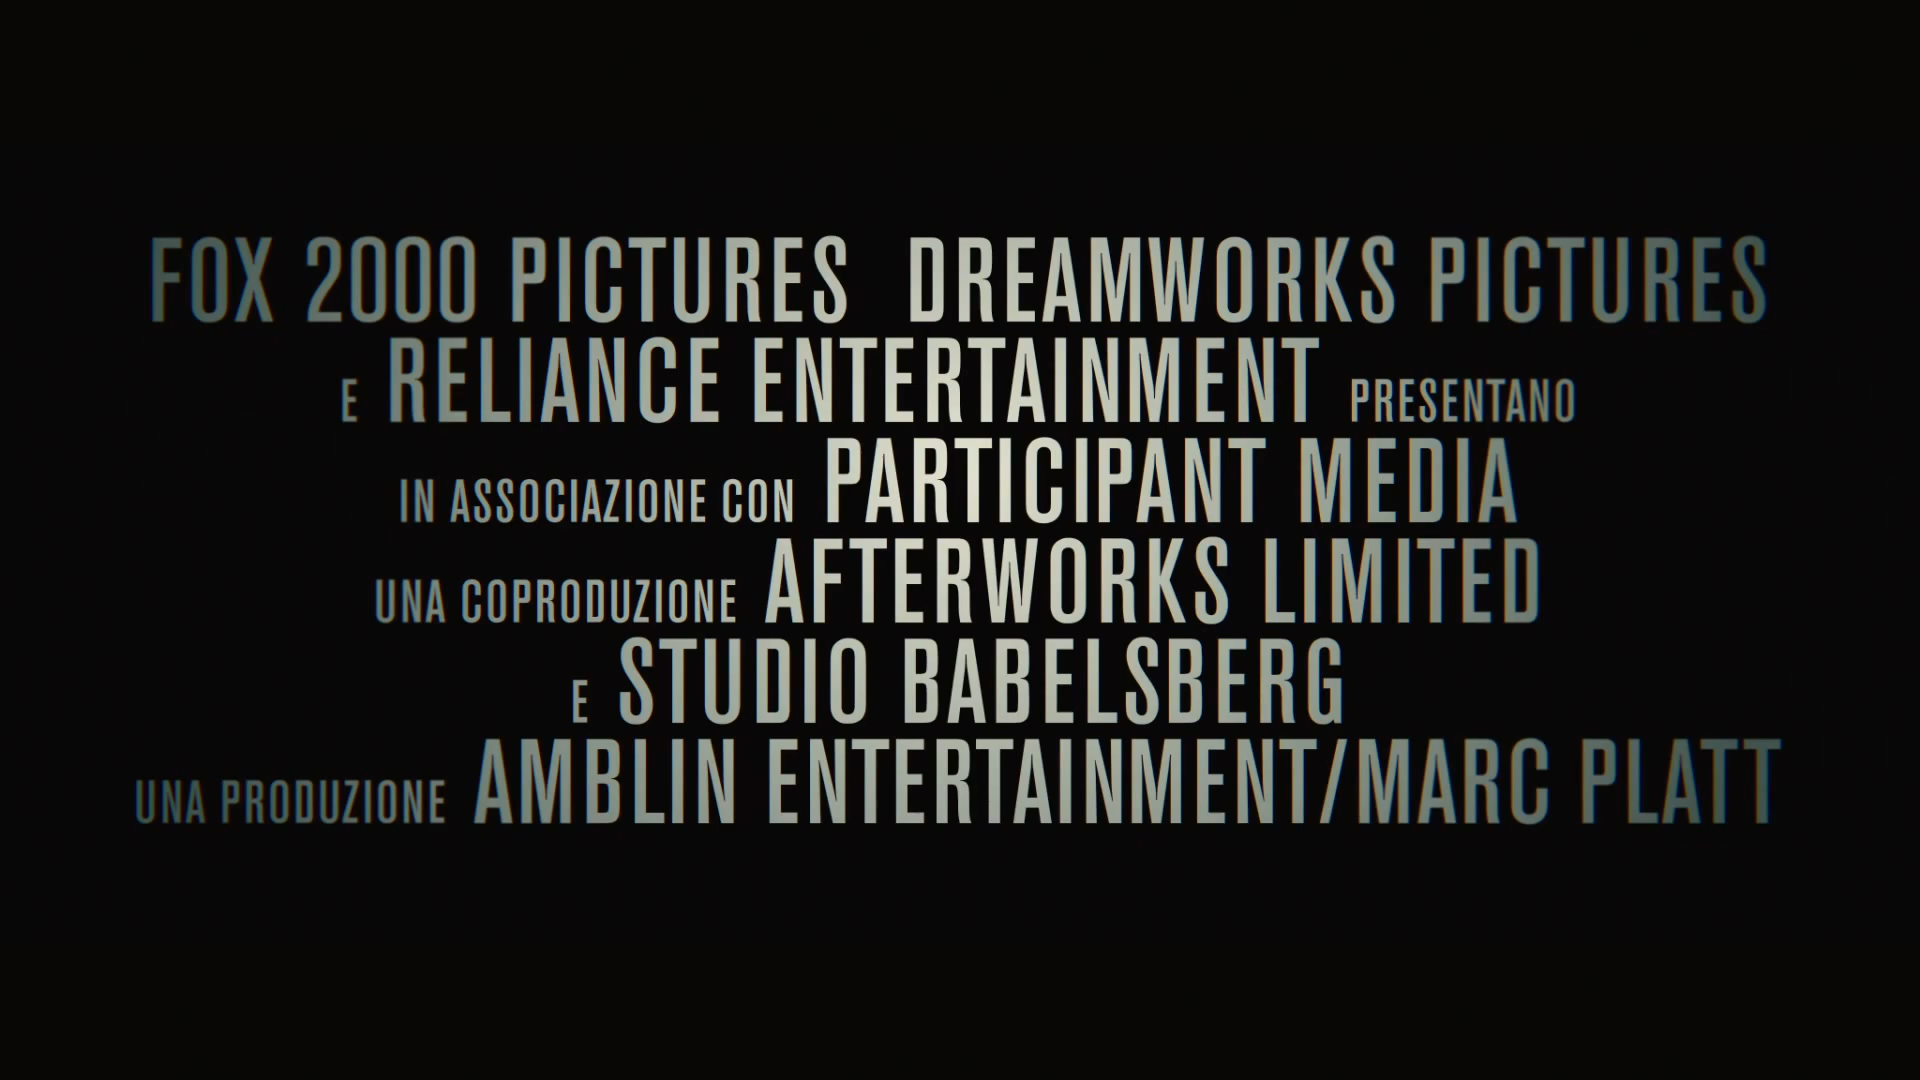 FOX 2000 PICTURES DREAMWORKS PICTURES
E RELIANCE ENTERTAINMENT PRESENTANO
IN ASSOCIAZIONE CON PARTICIPANT MEDIA
UNA COPRODUZIONE AFTERWORKS LIMITED
E STUDIO BABELSBERG
UNA PRODUZIONE AMBLIN ENTERTAINMENT/MARC PLATT